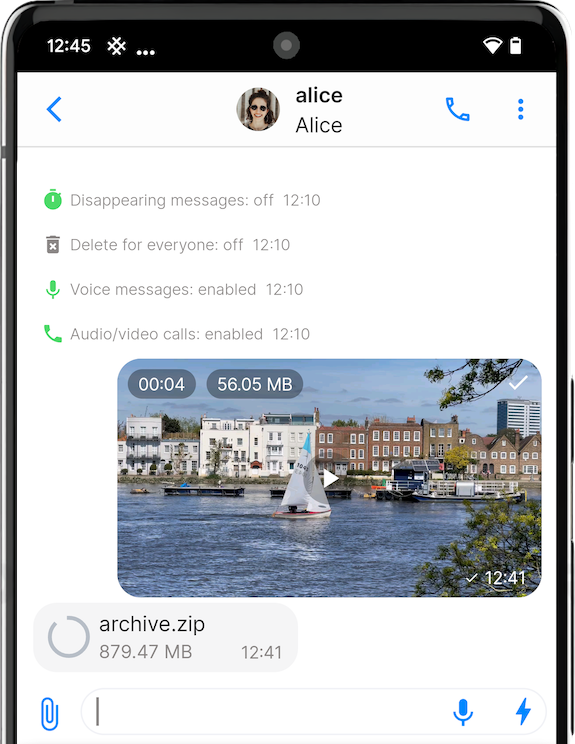 12:45
alice
Alice
Disappearing messages: off 12:10
Delete for everyone: off 12:10
Voice messages: enabled 12:10
Audio/video calls: enabled 12:10
00:04 56.05 MB
12:41
archive.zip
879.47 MB 12:41